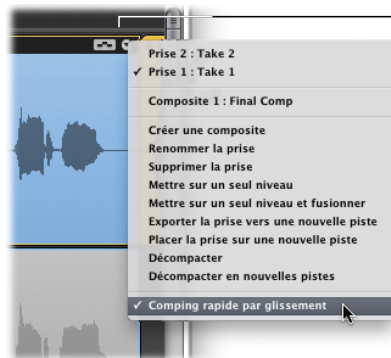 Prise 2 : Take 2
✓ Prise 1 : Take 1
Composite 1 : Final Comp
Créer une composite
Renommer la prise
Supprimer la prise
Mettre sur un seul niveau
Mettre sur un seul niveau et fusionner
Exporter la prise vers une nouvelle piste
Placer la prise sur une nouvelle piste
Décompacter
Décompacter en nouvelles pistes
✓ Comping rapide par glissement